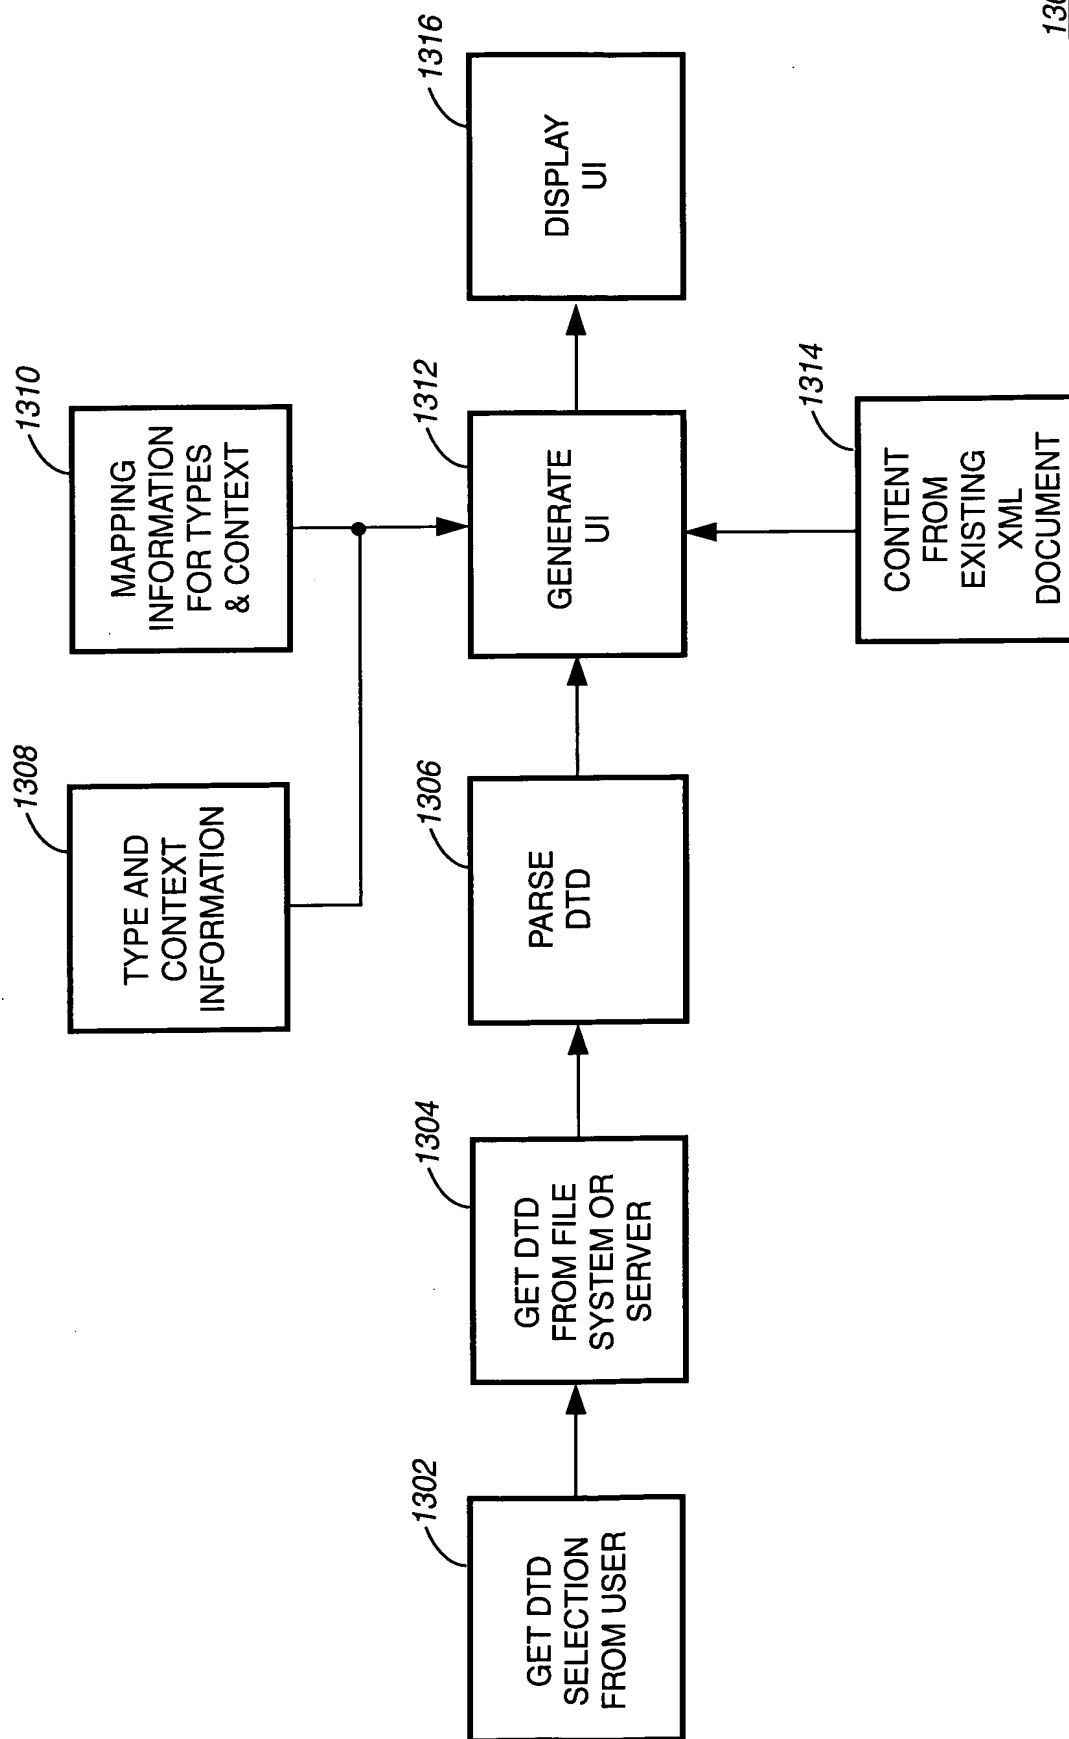 1308
TYPE AND
CONTEXT
INFORMATION
1310
MAPPING
INFORMATION
FOR TYPES
& CONTEXT
1302
GET DTD
SELECTION
FROM USER
1304
GET DTD
FROM FILE
SYSTEM OR
SERVER
1306
PARSE
DTD
1312
GENERATE
UI
1316
DISPLAY
UI
1314
CONTENT
FROM
EXISTING
XML
DOCUMENT